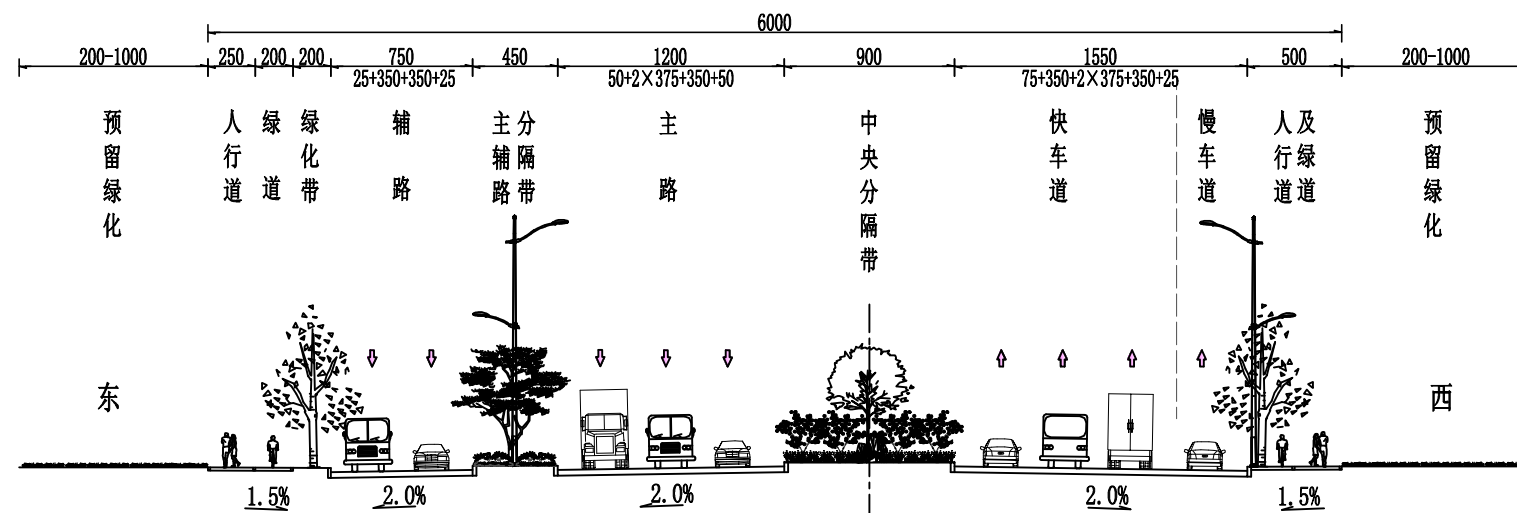 6000
200-1000 250 200 200 750 450 1200 900 1550 500 200-1000
25+350+350+25 50+2×375+350+50 75+350+2×375+350+25
预留绿化
人行道
绿道
绿化带
辅路
主辅路
分隔带
主路
中央分隔带
快车道
慢车道
人行道
及绿道
预留绿化
东
西
1.5% 2.0% 2.0% 2.0% 1.5%